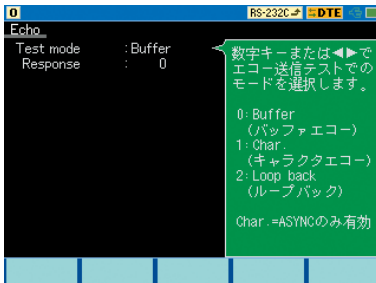 0 RS-232C DTE
Echo
Test mode :Buffer
Response : 0
数字キーまたは◀▶で
エコー送信テストでの
モードを選択します。
0:Buffer
(バッファエコー)
1:Char.
(キャラクタエコー)
2:Loop back
(ループバック)
Char.=ASYNCのみ有効